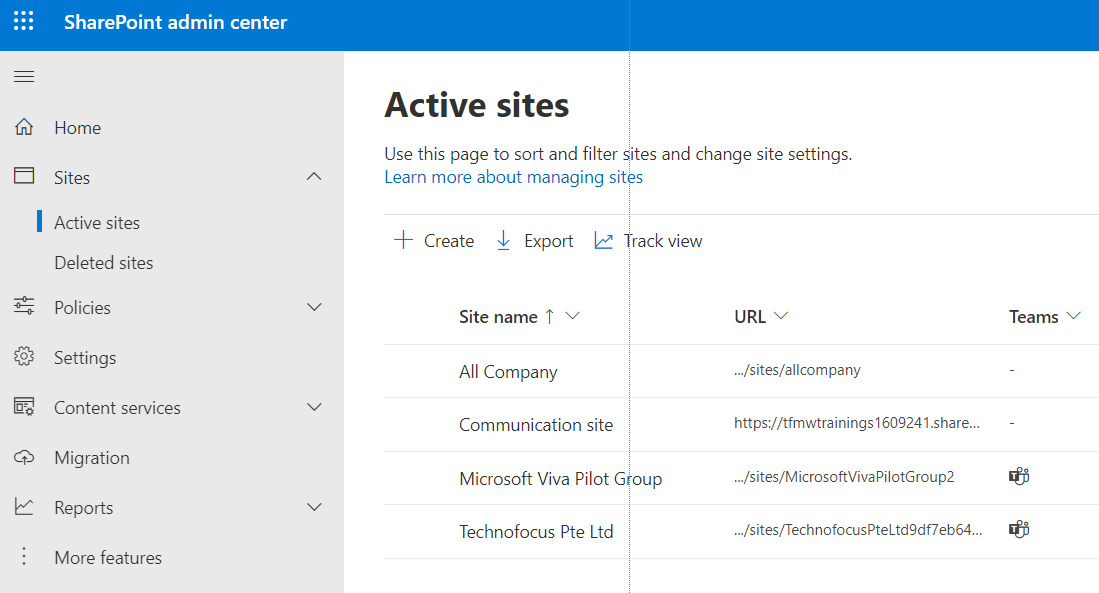 SharePoint admin center
Home
Sites
Active sites
Deleted sites
Policies
Settings
Content services
Migration
Reports
More features
Active sites
Use this page to sort and filter sites and change site settings.
Learn more about managing sites
Create Export Track view
Site name ↑ URL Teams
All Company .../sites/allcompany -
Communication site https://tfmwtrainings1609241.share... -
Microsoft Viva Pilot Group .../sites/MicrosoftVivaPilotGroup2
Technofocus Pte Ltd .../sites/TechnofocusPteLtd9df7eb64...